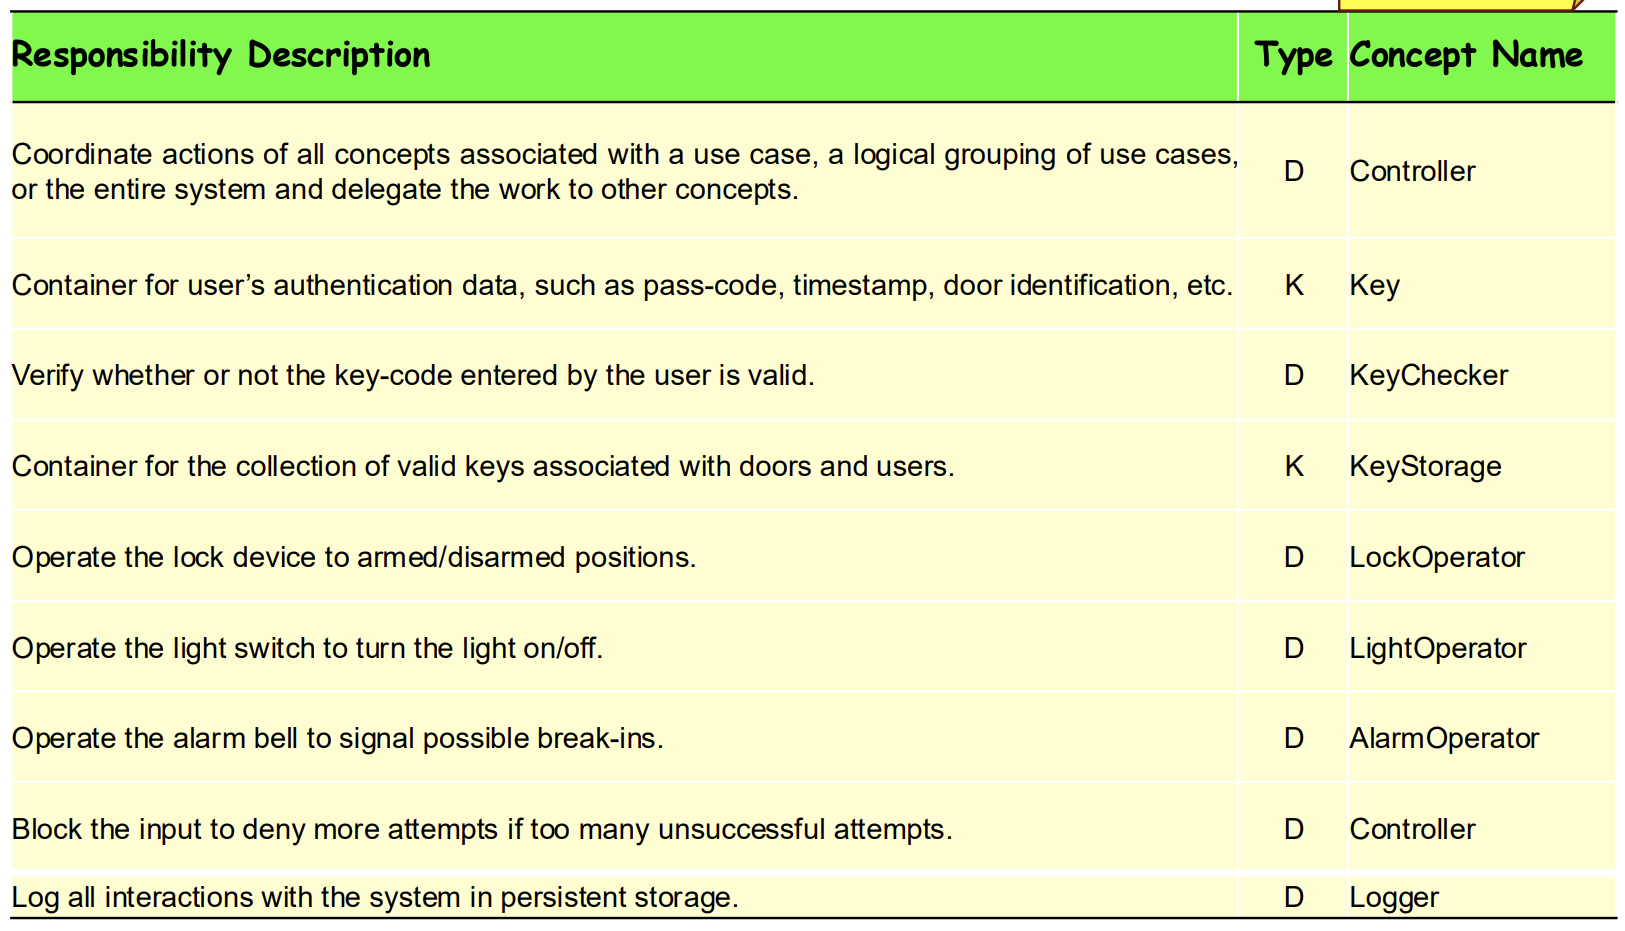 Responsibility Description Type Concept Name
Coordinate actions of all concepts associated with a use case, a logical grouping of use cases,
or the entire system and delegate the work to other concepts. D Controller
Container for user’s authentication data, such as pass-code, timestamp, door identification, etc. K Key
Verify whether or not the key-code entered by the user is valid. D KeyChecker
Container for the collection of valid keys associated with doors and users. K KeyStorage
Operate the lock device to armed/disarmed positions. D LockOperator
Operate the light switch to turn the light on/off. D LightOperator
Operate the alarm bell to signal possible break-ins. D AlarmOperator
Block the input to deny more attempts if too many unsuccessful attempts. D Controller
Log all interactions with the system in persistent storage. D Logger